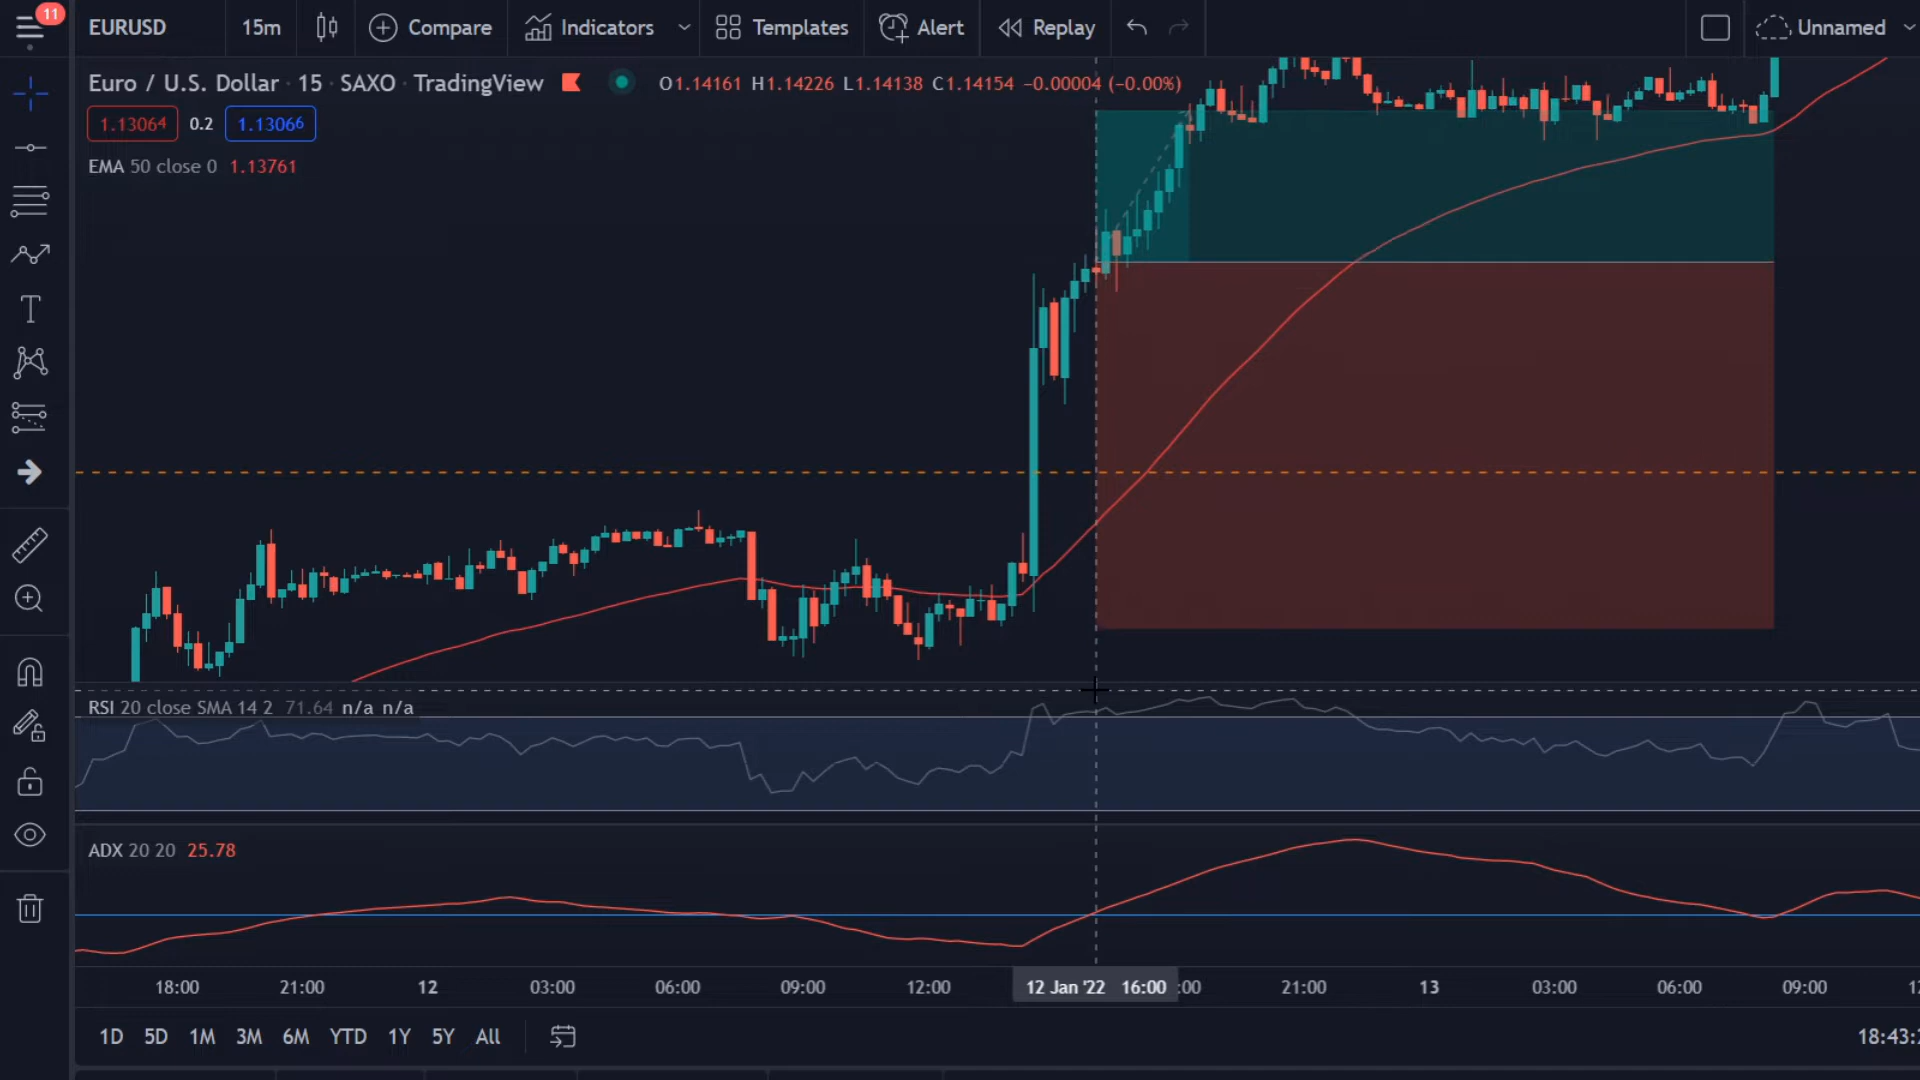 11
EURUSD 15m Compare Indicators Templates Alert Replay Unnamed
Euro / U.S. Dollar · 15 · SAXO · TradingView O1.14161 H1.14226 L1.14138 C1.14154 −0.00004 (−0.00%)
1.13064 0.2 1.13066
EMA 50 close 0 1.13761
RSI 20 close SMA 14 2 71.64 n/a n/a
ADX 20 20 25.78
18:00 21:00 12 03:00 06:00 09:00 12:00 12 Jan '22 16:00 :00 21:00 13 03:00 06:00 09:00
1D 5D 1M 3M 6M YTD 1Y 5Y All 18:43: